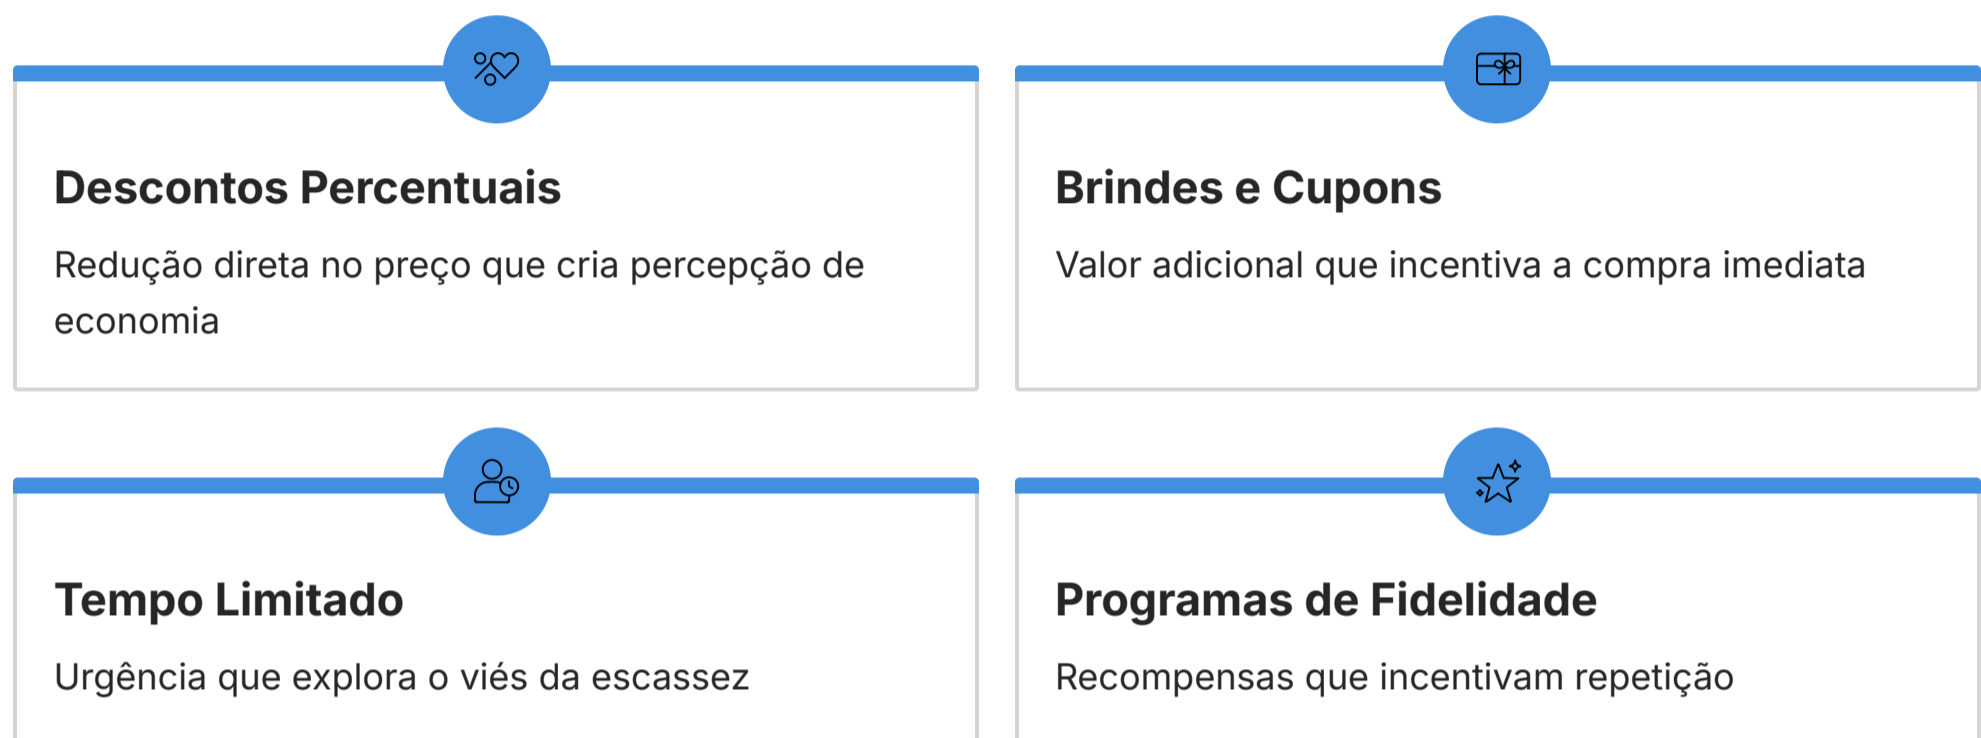 Descontos Percentuais
Redução direta no preço que cria percepção de
economia
Brindes e Cupons
Valor adicional que incentiva a compra imediata
Tempo Limitado
Urgência que explora o viés da escassez
Programas de Fidelidade
Recompensas que incentivam repetição